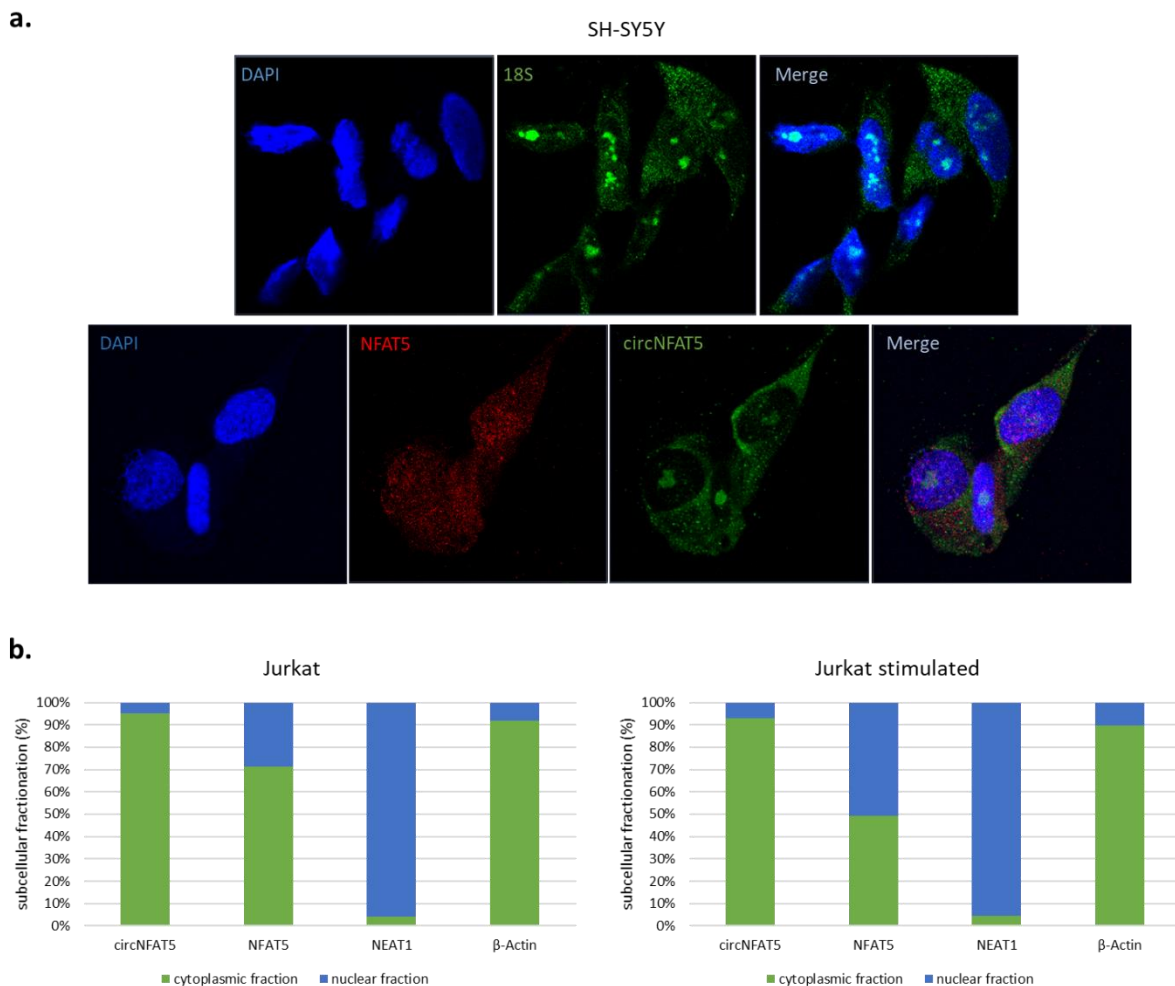 a.
SH-SY5Y
DAPI
18S
Merge
DAPI
NFAT5
circNFAT5
Merge
b.
Jurkat
subcellular fractionation (%)
100%
90%
80%
70%
60%
50%
40%
30%
20%
10%
0%
circNFAT5 NFAT5 NEAT1 β-Actin
cytoplasmic fraction nuclear fraction
Jurkat stimulated
subcellular fractionation (%)
100%
90%
80%
70%
60%
50%
40%
30%
20%
10%
0%
circNFAT5 NFAT5 NEAT1 β-Actin
cytoplasmic fraction nuclear fraction